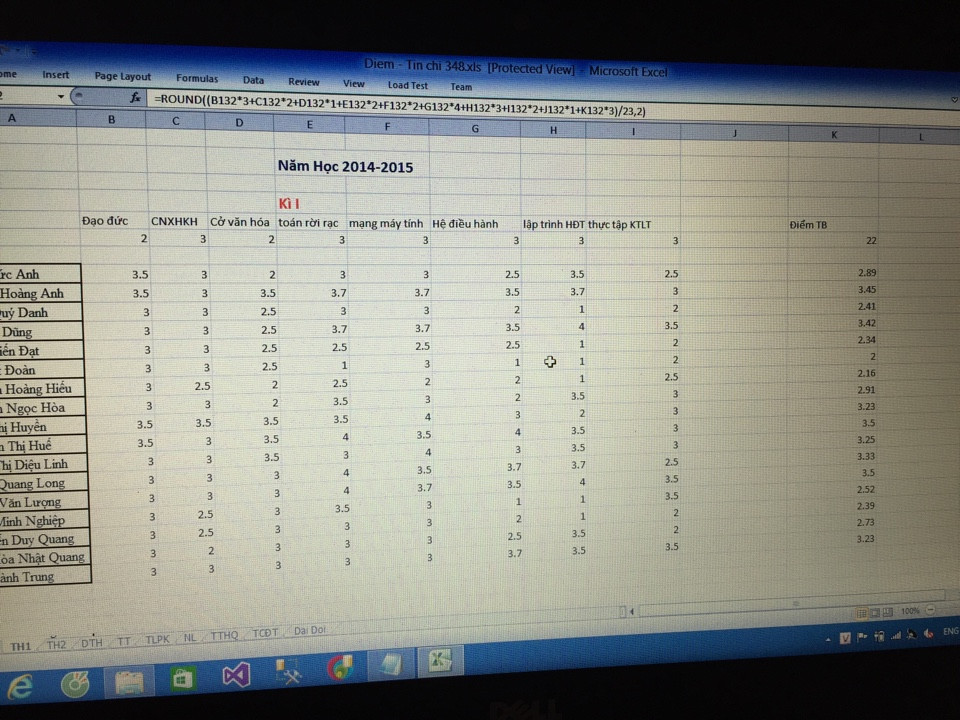 Diem - Tin chi 348.xls [Protected View] - Microsoft Excel
ome Insert Page Layout Formulas Data Review View Load Test Team
fx =ROUND((B132*3+C132*2+D132*1+E132*2+F132*2+G132*4+H132*3+H132*2+J132*1+K132*3)/23,2)
A B C D E F G H I J K L
Năm Học 2014-2015
Kì I
Đạo đức CNXHKH Cở văn hóa toán rời rạc mạng máy tính Hệ điều hành lập trình HĐT thực tập KTLT Điểm TB
2 3 2 3 3 3 3 3 22
rc Anh 3.5 3 2 3 3 2.5 3.5 2.5 2.89
Hoàng Anh 3.5 3 3.5 3.7 3.7 3.5 3.7 3 3.45
uý Danh 3 3 2.5 3 3 2 1 2 2.41
Dũng 3 3 2.5 3.7 3.7 3.5 4 3.5 3.42
iến Đạt 3 3 2.5 2.5 2.5 2.5 1 2 2.34
Đoàn 3 3 2.5 1 3 1 1 2 2
Hoàng Hiếu 3 2.5 2 2.5 2 2 1 2.5 2.16
Ngọc Hòa 3 3 2 3.5 3 2 3.5 3 2.91
hị Huyền 3.5 3.5 3.5 3.5 4 3 2 3 3.23
Thị Huế 3.5 3 3.5 4 3.5 4 3.5 3 3.5
hị Diệu Linh 3 3 3.5 3 4 3 3.5 3 3.25
Quang Long 3 3 3 4 3.5 3.7 3.7 2.5 3.33
Văn Lượng 3 3 3 4 3.7 3.5 4 3.5 3.5
Minh Nghiệp 3 2.5 3 3.5 3 1 1 3.5 2.52
ễn Duy Quang 3 2.5 3 3 3 2 1 2 2.39
òa Nhật Quang 3 2 3 3 3 2.5 3.5 2 2.73
ành Trung 3 3 3 3 3 3.7 3.5 3.5 3.23
TH1 TH2 ĐTH TT TLPK NL TTHQ TCĐT Dai Doi
100%
ENG
DELL